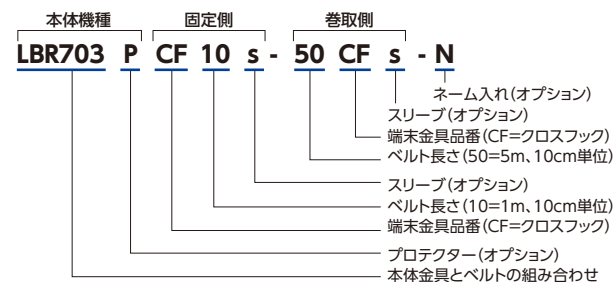 本体機種 固定側 巻取側
LBR703 P CF 10 s - 50 CF s - N
ネーム入れ(オプション)
スリーブ(オプション)
端末金具品番(CF=クロスフック)
ベルト長さ(50=5m、10cm単位)
スリーブ(オプション)
ベルト長さ(10=1m、10cm単位)
端末金具品番(CF=クロスフック)
プロテクター(オプション)
本体金具とベルトの組み合わせ